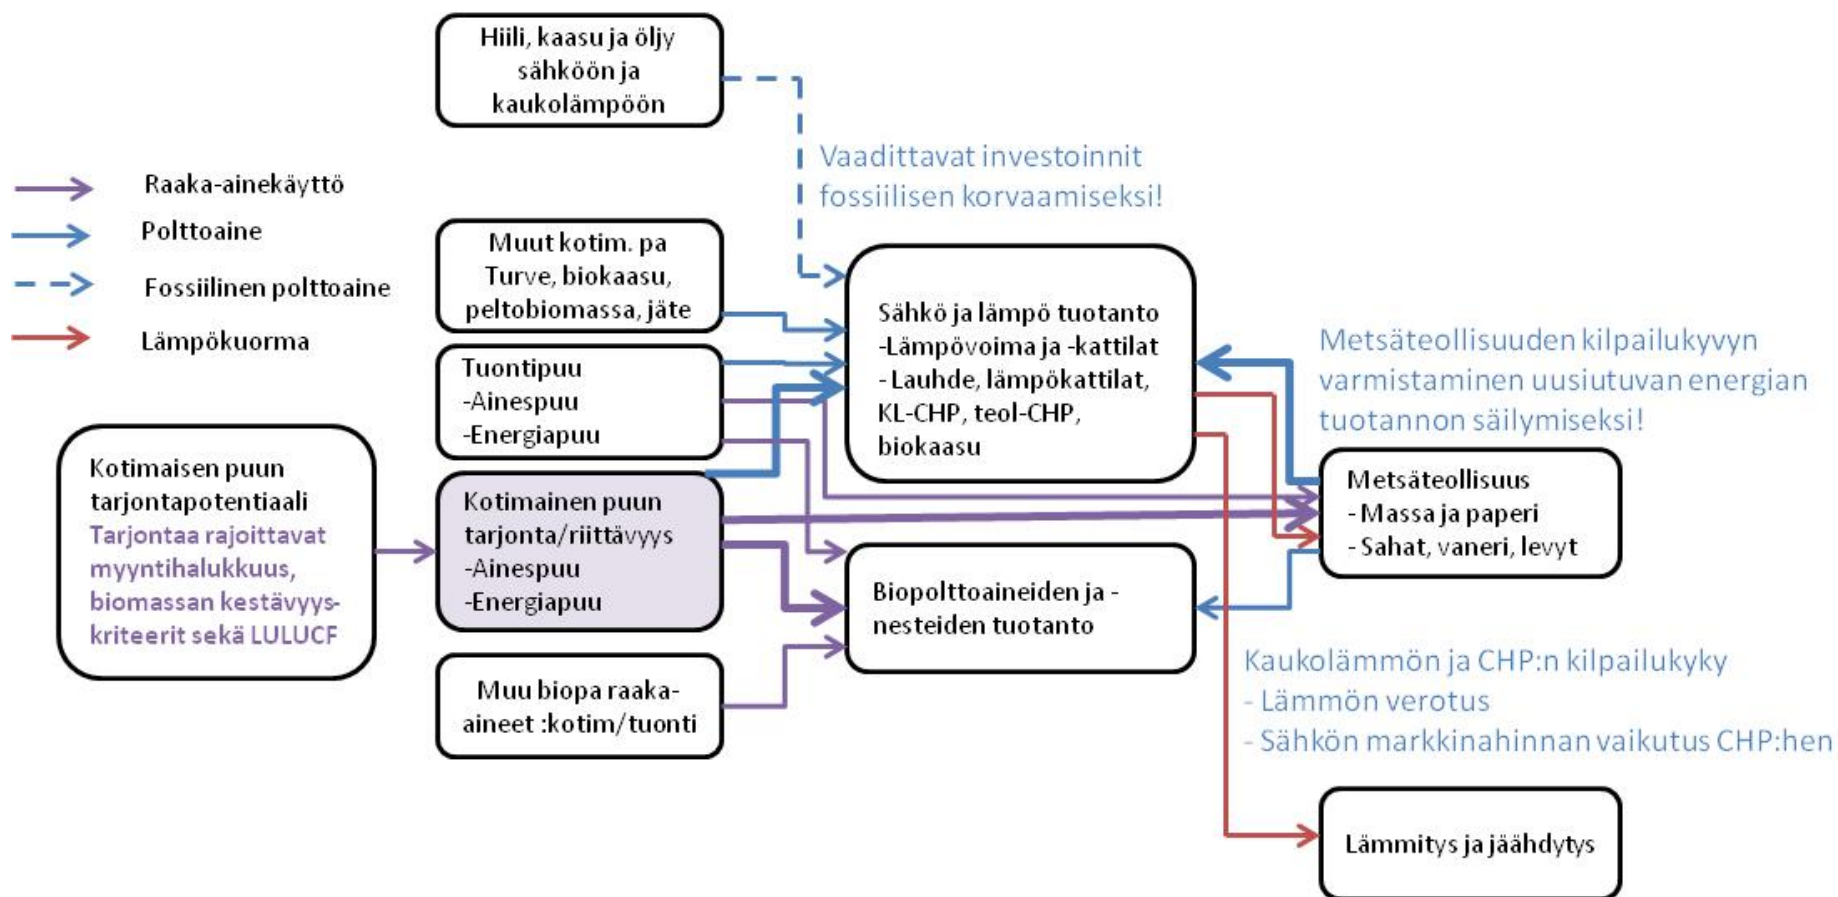 Hiili, kaasu ja öljy
sähköön ja
kaukolämpöön
Raaka-ainekäyttö
Polttoaine
Fossiilinen polttoaine
Lämpökuorma
Vaadittavat investoinnit
fossiilisen korvaamiseksi!
Muut kotim. pa
Turve, biokaasu,
peltobiomassa, jäte
Tuontipuu
-Ainespuu
-Energiapuu
Kotimaisen puun
tarjontapotentiaali
Tarjontaa rajoittavat
myyntihalukkuus,
biomassan kestävyys-
kriteerit sekä LULUCF
Kotimainen puun
tarjonta/riittävyys
-Ainespuu
-Energiapuu
Muu biopa raaka-
aineet :kotim/tuonti
Sähkö ja lämpö tuotanto
-Lämpövoima ja -kattilat
- Lauhde, lämpökattilat,
KL-CHP, teol-CHP,
biokaasu
Biopolttoaineiden ja -
nesteiden tuotanto
Metsäteollisuuden kilpailukyvyn
varmistaminen uusiutuvan energian
tuotannon säilymiseksi!
Metsäteollisuus
- Massa ja paperi
- Sahat, vaneri, levyt
Kaukolämmön ja CHP:n kilpailukyky
- Lämmön verotus
- Sähkön markkinahinnan vaikutus CHP:hen
Lämmitys ja jäähdytys